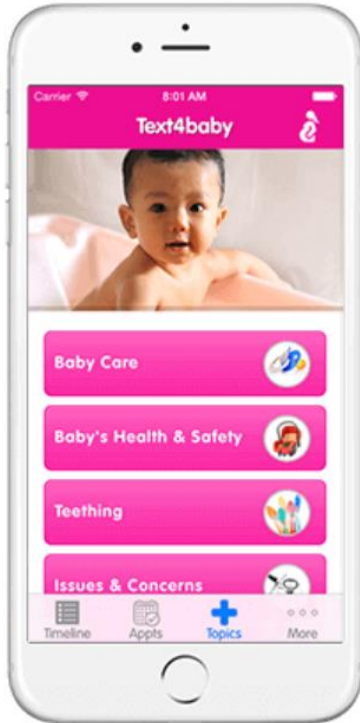 Carrier 8:01 AM
Text4baby
Baby Care
Baby's Health & Safety
Teething
Issues & Concerns
Timeline Appts Topics More